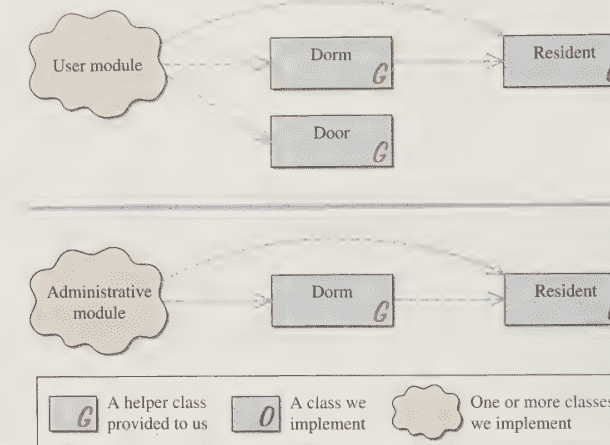 User module
Dorm
G
Resident
Door
G
Administrative
module
Dorm
G
Resident
G
A helper class
provided to us
O
A class we
implement
One or more classes
we implement